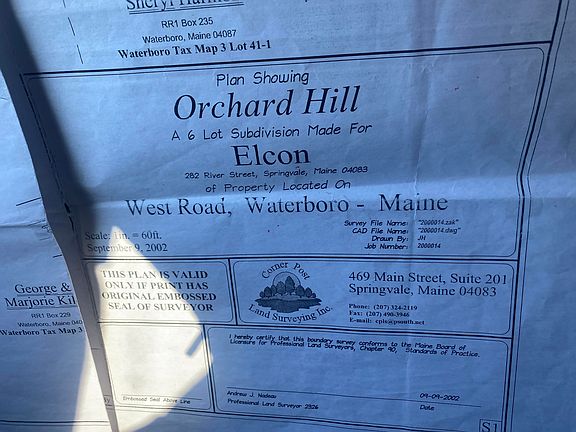 RR1 Box 235
Waterboro, Maine 04087
Waterboro Tax Map 3 Lot 41-1
Plan Showing
Orchard Hill
A 6 Lot Subdivision Made For
Elcon
282 River Street, Springvale, Maine 04083
of Property Located On
West Road, Waterboro - Maine
Survey File Name: "2000014.zak"
CAD File Name: "2000014.dwg"
Drawn By: JH
Job Number: 2000014
Scale: 1in. = 60ft.
September 9, 2002
George &
Marjorie
RR1 Box 229
Waterboro, Maine
Waterboro Tax Map 3
THIS PLAN IS VALID
ONLY IF PRINT HAS
ORIGINAL EMBOSSED
SEAL OF SURVEYOR
Embossed Seal Above Line
Corner Post
Land Surveying Inc.
469 Main Street, Suite 201
Springvale, Maine 04083
Phone: (207) 324-2119
Fax: (207) 490-3946
E-mail: cpls@psouth.net
I hereby certify that this boundary survey conforms to the Maine Board of
Licensure for Professional Land Surveyors, Chapter 90, Standards of Practice.
Andrew J. Nadeau
Professional Land Surveyor 2326
09-09-2002
Date
S1